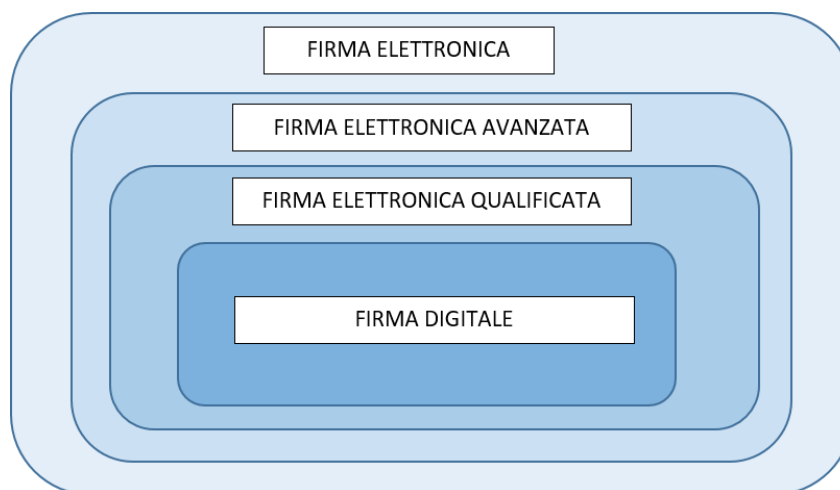 FIRMA ELETTRONICA
FIRMA ELETTRONICA AVANZATA
FIRMA ELETTRONICA QUALIFICATA
FIRMA DIGITALE